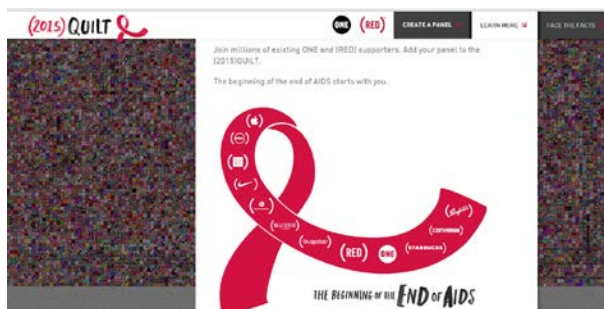 (2015) QUILT
ONE (RED) CREATE A PANEL LEARN MORE FACE THE FACTS
Join millions of existing ONE and (RED) supporters. Add your panel to the
(2015)QUILT.
The beginning of the end of AIDS starts with you.
(bugaboo)
(RED)
ONE
(STARBUCKS)
(CONVERSE)
THE BEGINNING OF THE END OF AIDS